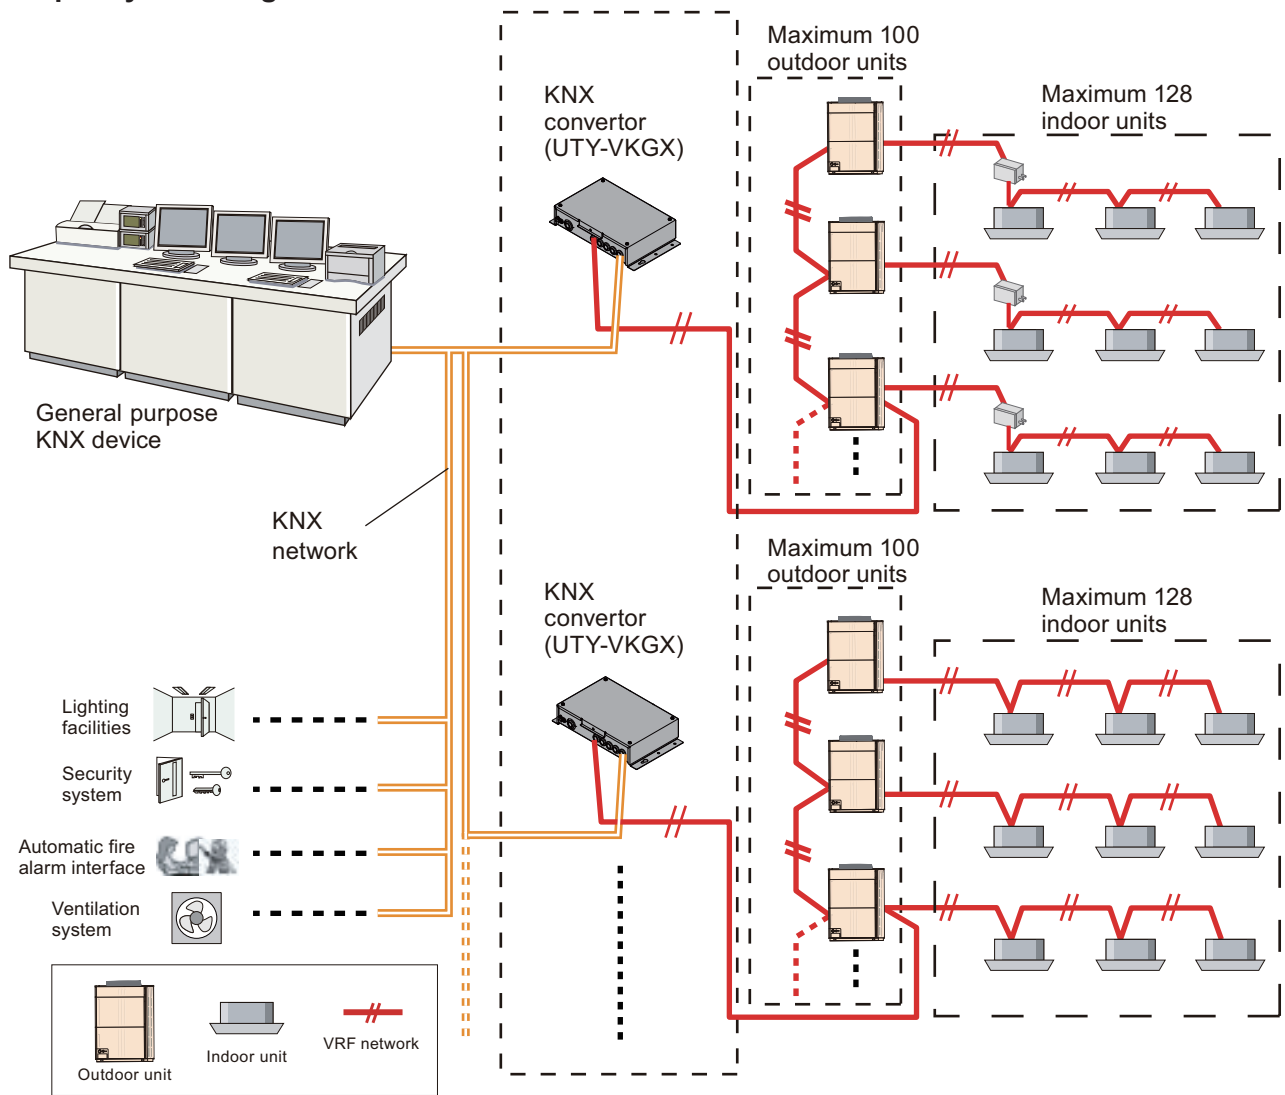 KNX
convertor
(UTY-VKGX)
Maximum 100
outdoor units
Maximum 128
indoor units
General purpose
KNX device
KNX
network
KNX
convertor
(UTY-VKGX)
Maximum 100
outdoor units
Maximum 128
indoor units
Lighting
facilities
Security
system
Automatic fire
alarm interface
Ventilation
system
Outdoor unit
Indoor unit
VRF network